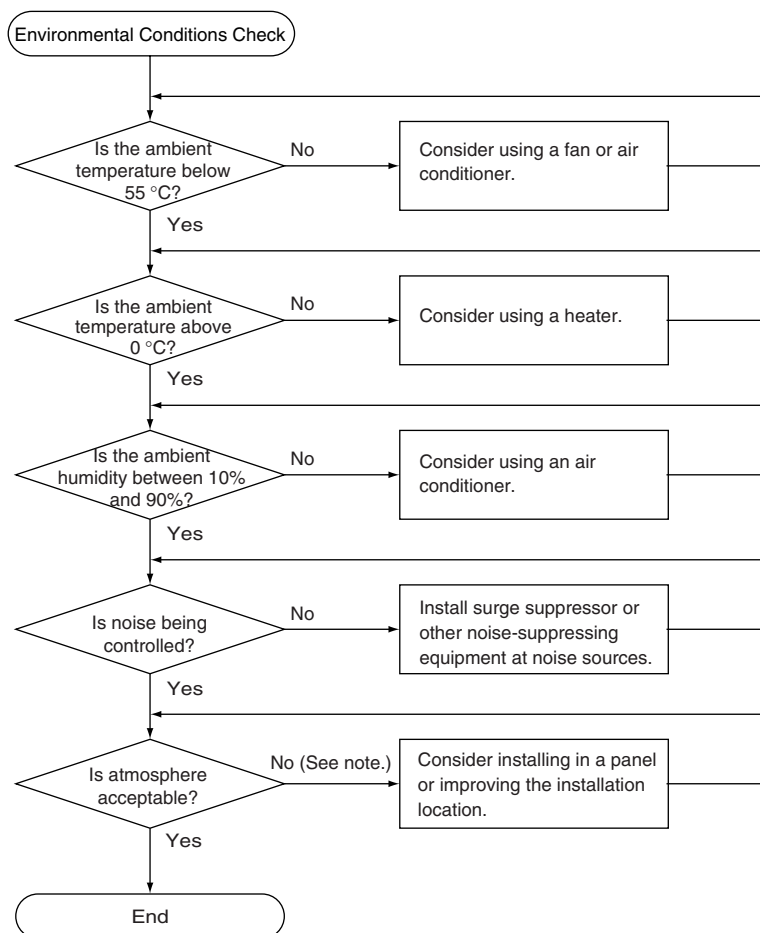 Environmental Conditions Check
Is the ambient
temperature below
55 °C?
No
Consider using a fan or air
conditioner.
Yes
Is the ambient
temperature above
0 °C?
No
Consider using a heater.
Yes
Is the ambient
humidity between 10%
and 90%?
No
Consider using an air
conditioner.
Yes
Is noise being
controlled?
No
Install surge suppressor or
other noise-suppressing
equipment at noise sources.
Yes
Is atmosphere
acceptable?
No (See note.)
Consider installing in a panel
or improving the installation
location.
Yes
End